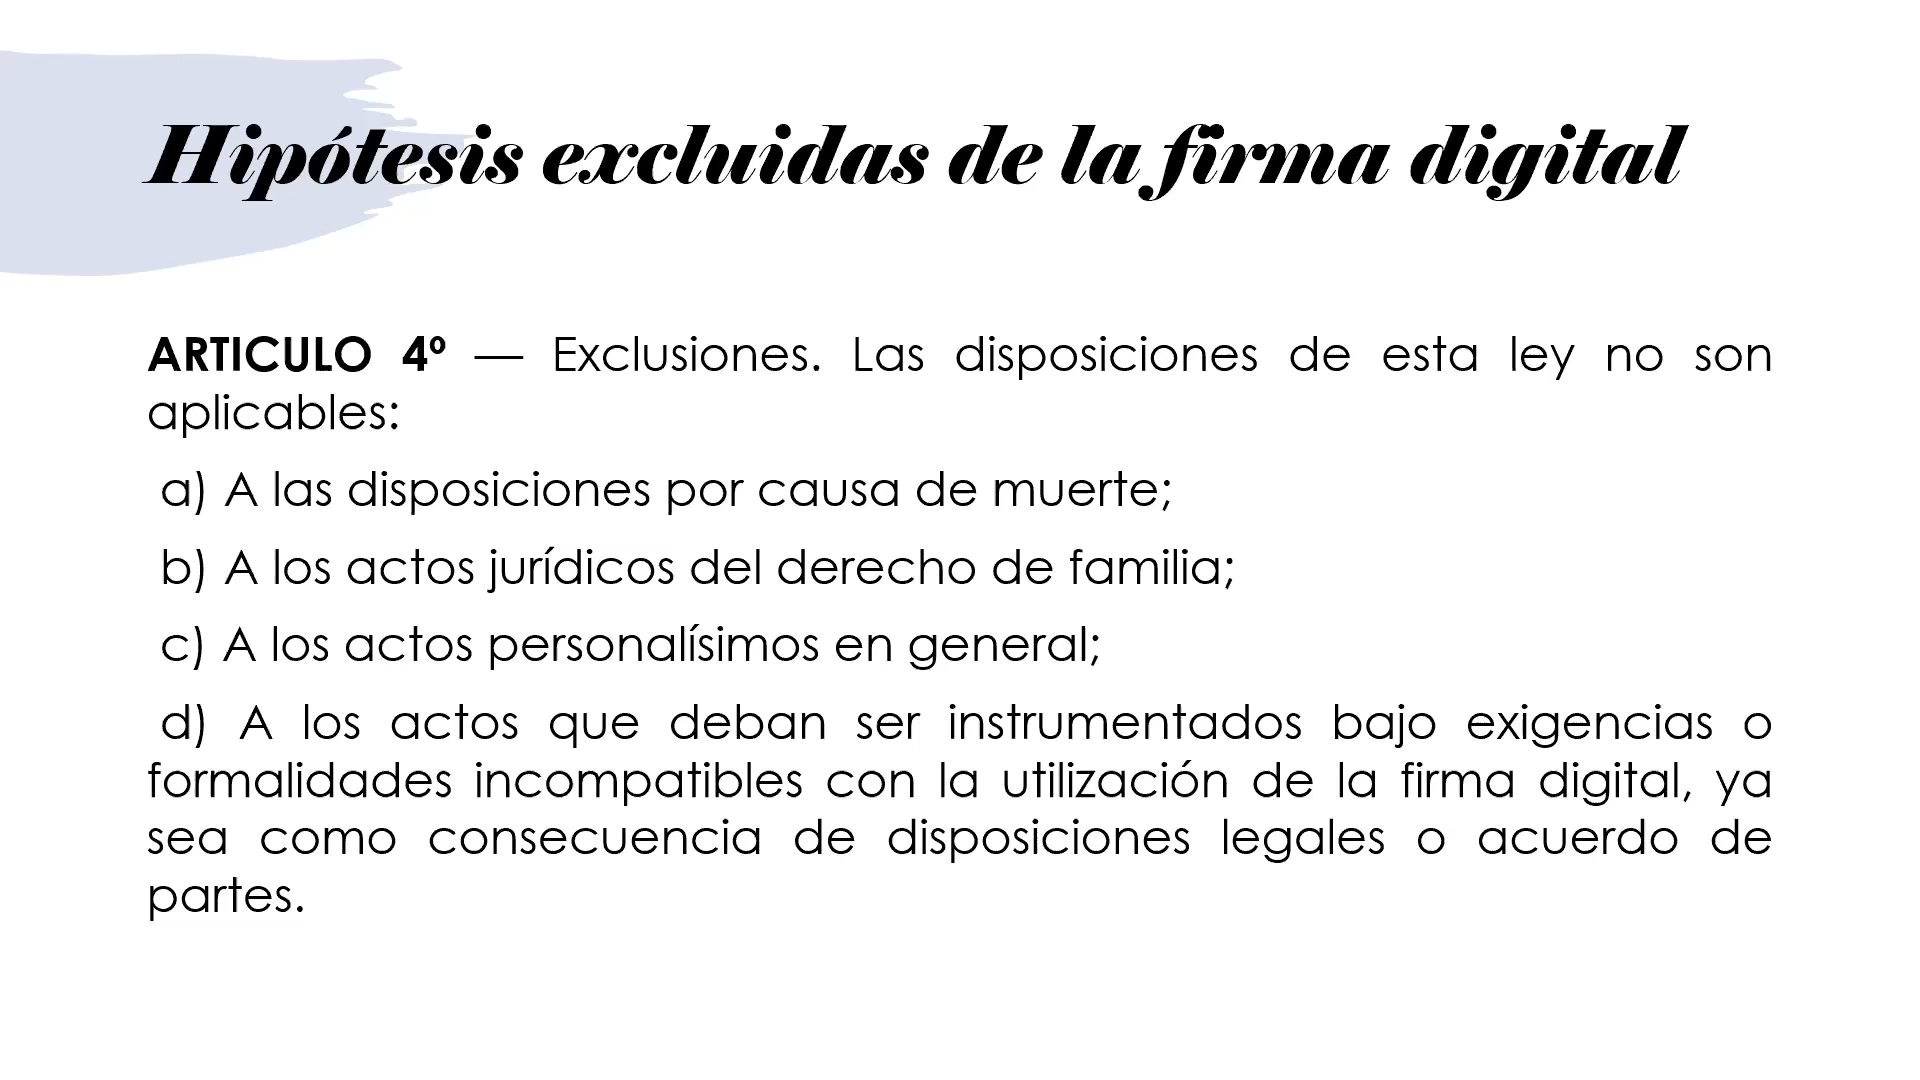 Hipótesis excluidas de la firma digital
ARTICULO 4º — Exclusiones. Las disposiciones de esta ley no son
aplicables:
a) A las disposiciones por causa de muerte;
b) A los actos jurídicos del derecho de familia;
c) A los actos personalísimos en general;
d) A los actos que deban ser instrumentados bajo exigencias o
formalidades incompatibles con la utilización de la firma digital, ya
sea como consecuencia de disposiciones legales o acuerdo de
partes.